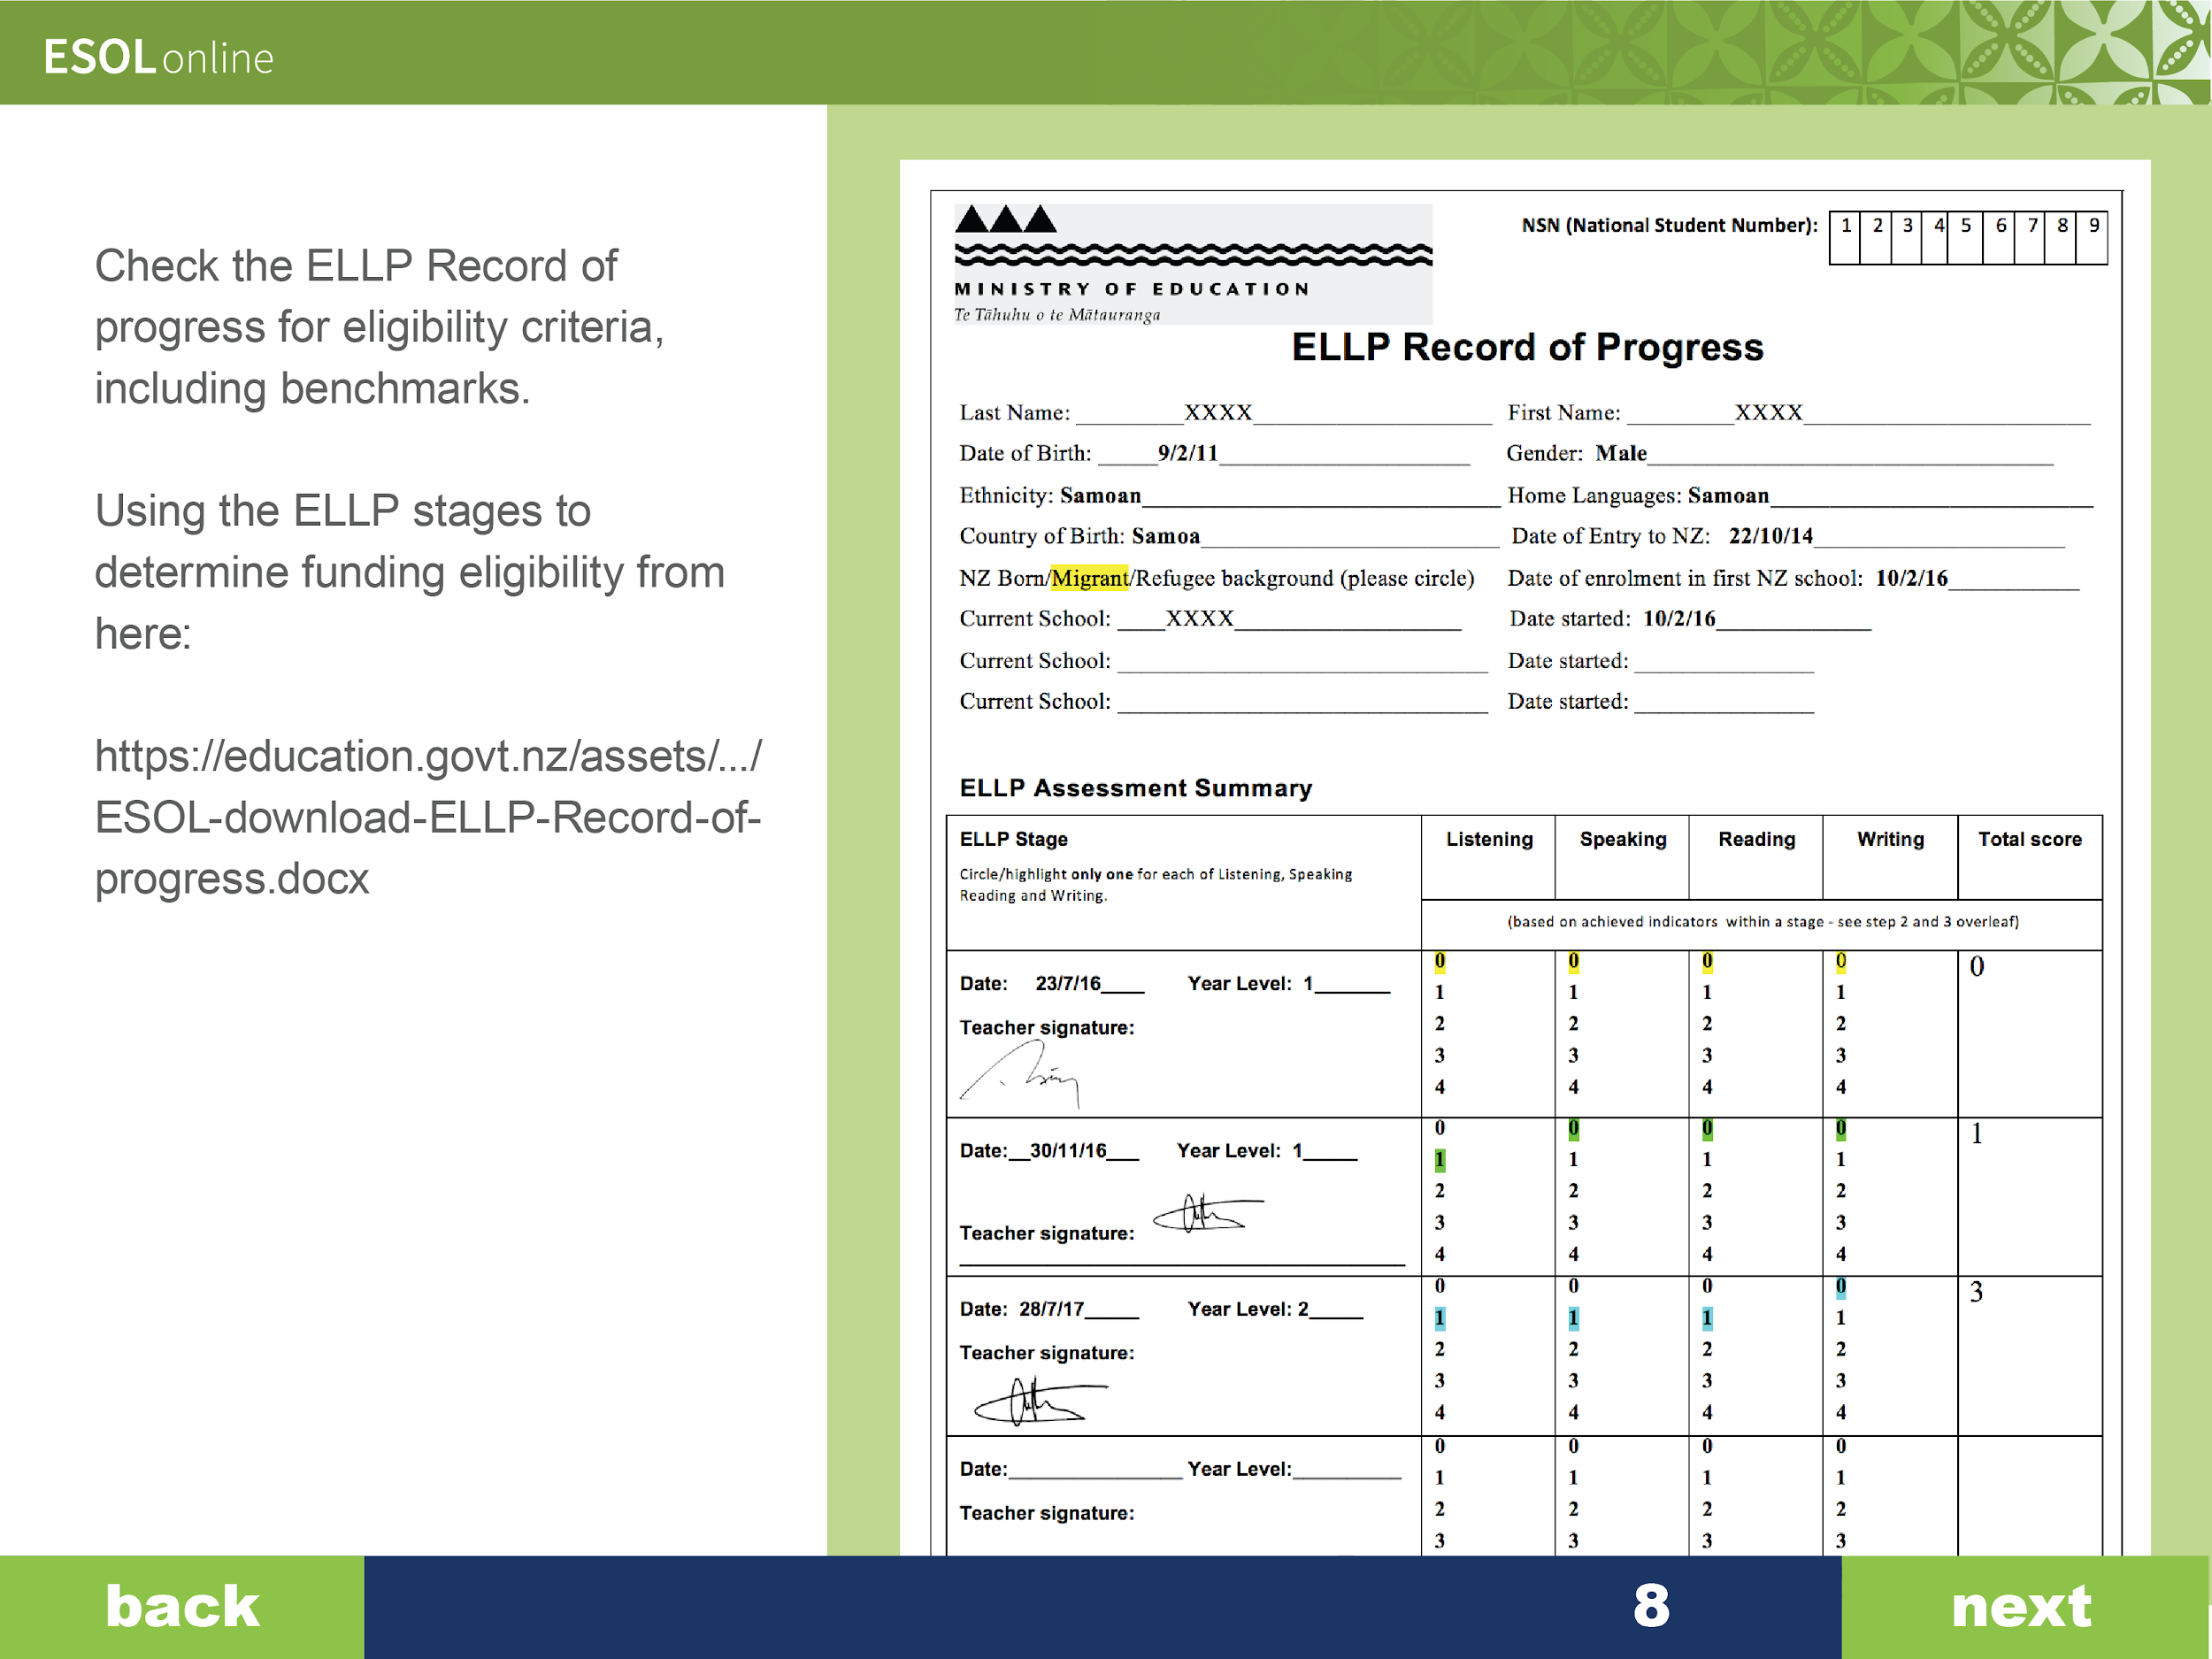 ESOL online
Check the ELLP Record of
progress for eligibility criteria,
including benchmarks.
Using the ELLP stages to
determine funding eligibility from
here:
https://education.govt.nz/assets/.../
ESOL-download-ELLP-Record-of-
progress.docx
MINISTRY OF EDUCATION
Te Tāhuhu o te Mātauranga
NSN (National Student Number): 1 2 3 4 5 6 7 8 9
ELLP Record of Progress
Last Name: XXXX First Name: XXXX
Date of Birth: 9/2/11 Gender: Male
Ethnicity: Samoan Home Languages: Samoan
Country of Birth: Samoa Date of Entry to NZ: 22/10/14
NZ Born/Migrant/Refugee background (please circle) Date of enrolment in first NZ school: 10/2/16
Current School: XXXX Date started: 10/2/16
Current School: Date started:
Current School: Date started:
ELLP Assessment Summary
ELLP Stage Listening Speaking Reading Writing Total score
Circle/highlight only one for each of Listening, Speaking
Reading and Writing.
(based on achieved indicators within a stage - see step 2 and 3 overleaf)
0 0 0 0 0
Date: 23/7/16 Year Level: 1
1 1 1 1
Teacher signature: 2 2 2 2
3 3 3 3
4 4 4 4
0 0 0 0 1
Date: 30/11/16 Year Level: 1
1 1 1 1
2 2 2 2
Teacher signature: 3 3 3 3
4 4 4 4
0 0 0 0 3
Date: 28/7/17 Year Level: 2
1 1 1 1
Teacher signature: 2 2 2 2
3 3 3 3
4 4 4 4
0 0 0 0
Date: Year Level:
1 1 1 1
Teacher signature: 2 2 2 2
3 3 3 3
back 8 next